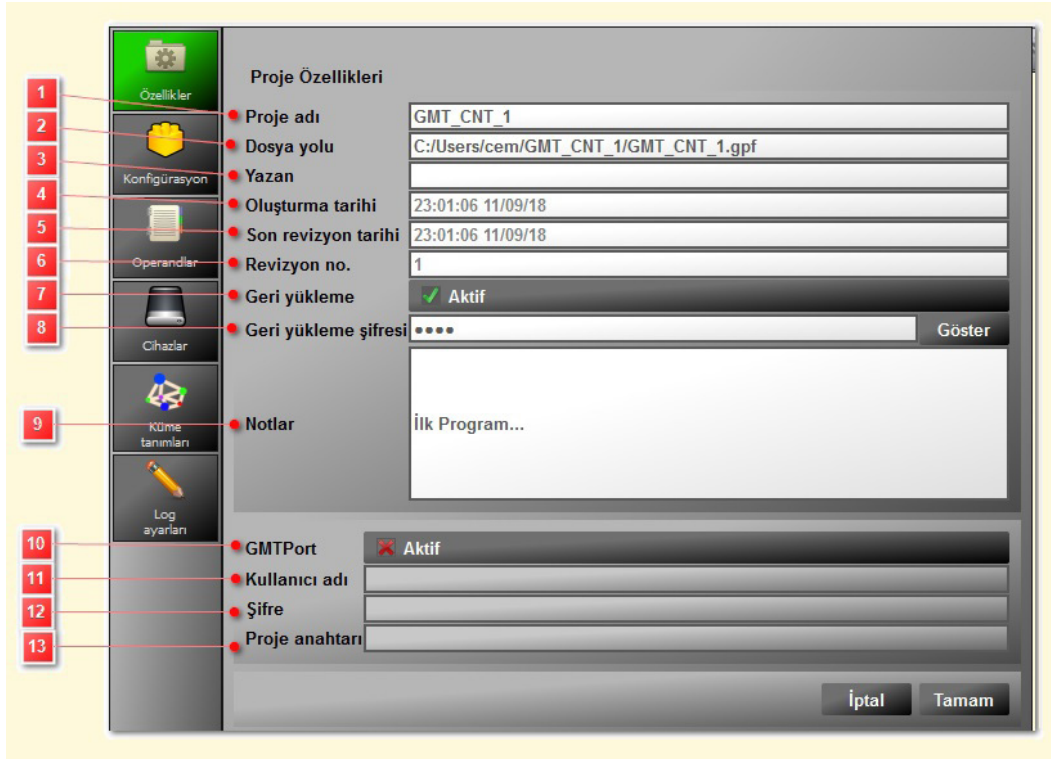 Özellikler
Konfigürasyon
Operandlar
Cihazlar
Küme
tanımları
Log
ayarları
Proje Özellikleri
1 Proje adı GMT_CNT_1
2 Dosya yolu C:/Users/cem/GMT_CNT_1/GMT_CNT_1.gpf
3 Yazan
4 Oluşturma tarihi 23:01:06 11/09/18
5 Son revizyon tarihi 23:01:06 11/09/18
6 Revizyon no. 1
7 Geri yükleme Aktif
8 Geri yükleme şifresi •••• Göster
9 Notlar İlk Program...
10 GMTPort Aktif
11 Kullanıcı adı
12 Şifre
13 Proje anahtarı
İptal Tamam